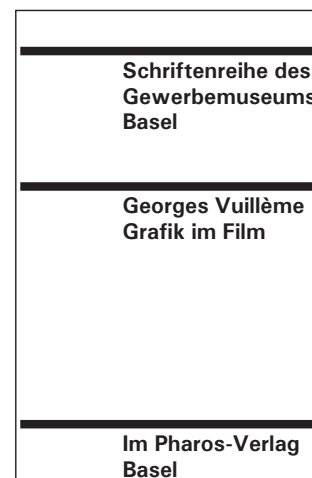 Schriftenreihe des
Gewerbemuseums
Basel
Georges Vuillème
Grafik im Film
Im Pharos-Verlag
Basel